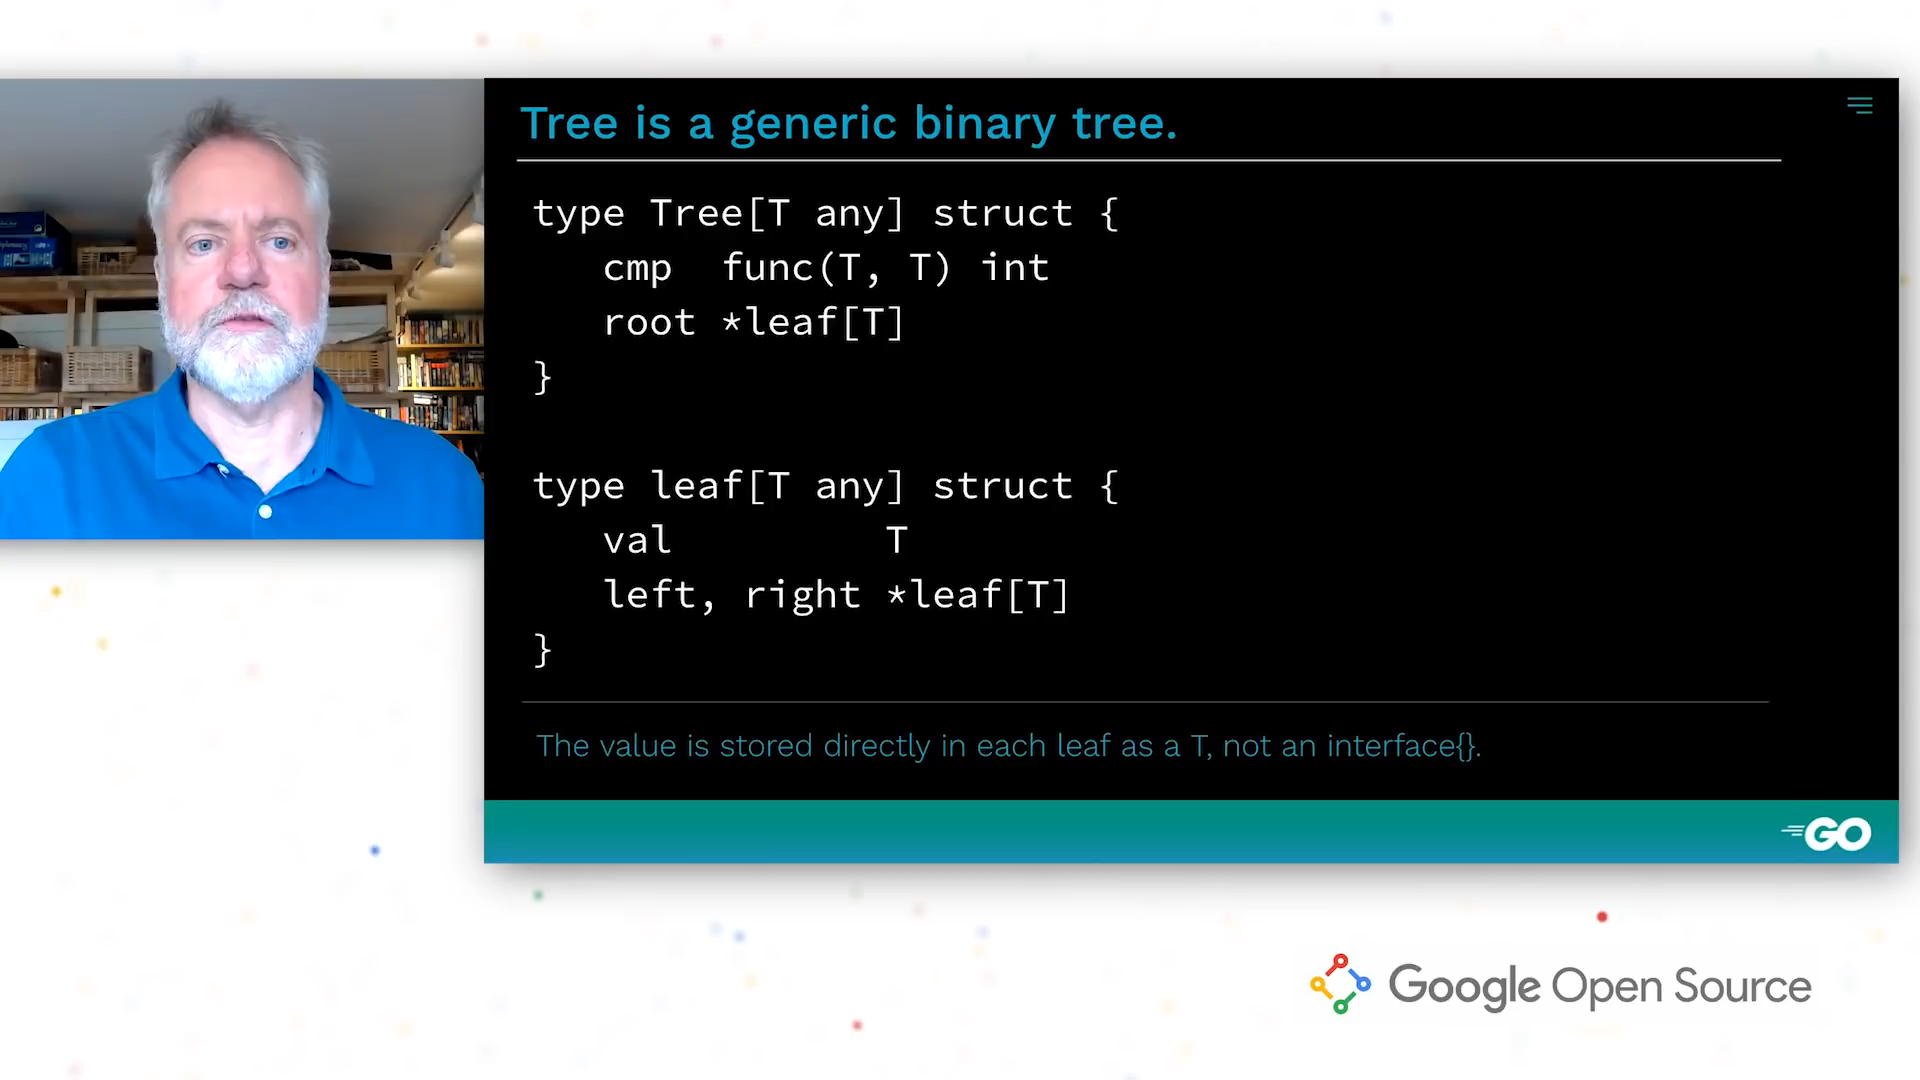 Tree is a generic binary tree.
type Tree[T any] struct {
cmp  func(T, T) int
root *leaf[T]
}
type leaf[T any] struct {
val         T
left, right *leaf[T]
}
The value is stored directly in each leaf as a T, not an interface{}.
GO
Google Open Source